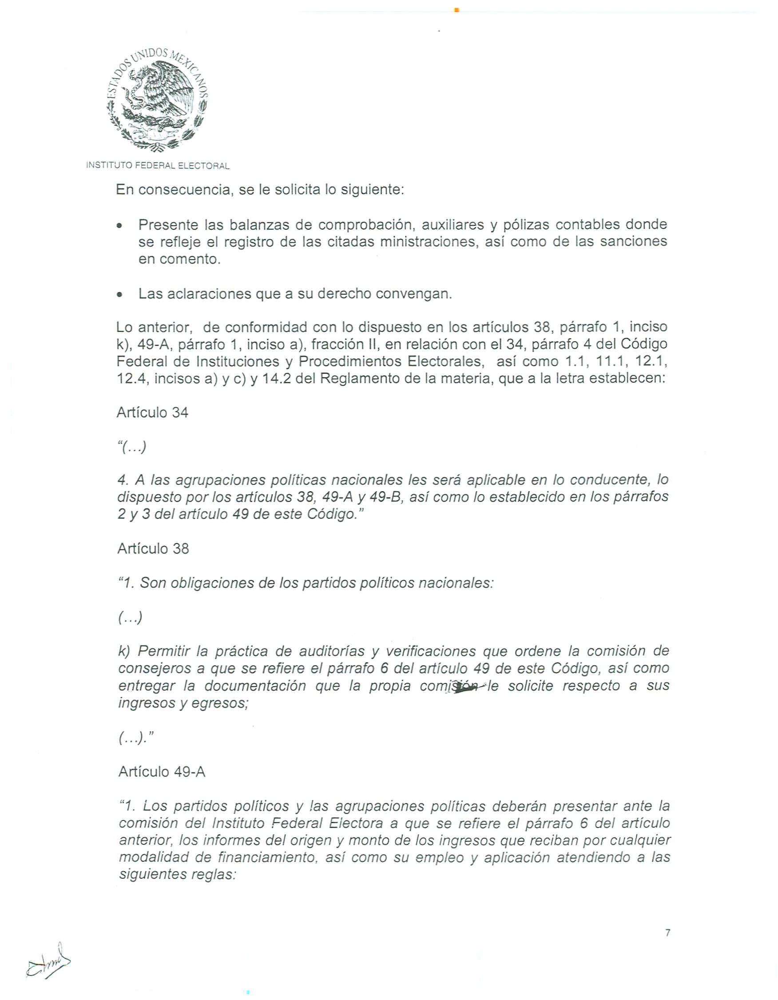 ESTADOS UNIDOS MEXICANOS
INSTITUTO FEDERAL ELECTORAL
En consecuencia, se le solicita lo siguiente:
• Presente las balanzas de comprobación, auxiliares y pólizas contables donde
se refleje el registro de las citadas ministraciones, así como de las sanciones
en comento.
• Las aclaraciones que a su derecho convengan.
Lo anterior, de conformidad con lo dispuesto en los artículos 38, párrafo 1, inciso
k), 49-A, párrafo 1, inciso a), fracción II, en relación con el 34, párrafo 4 del Código
Federal de Instituciones y Procedimientos Electorales, así como 1.1, 11.1, 12.1,
12.4, incisos a) y c) y 14.2 del Reglamento de la materia, que a la letra establecen:
Artículo 34
“(...)
4. A las agrupaciones políticas nacionales les será aplicable en lo conducente, lo
dispuesto por los artículos 38, 49-A y 49-B, así como lo establecido en los párrafos
2 y 3 del artículo 49 de este Código.”
Artículo 38
“1. Son obligaciones de los partidos políticos nacionales:
(...)
k) Permitir la práctica de auditorías y verificaciones que ordene la comisión de
consejeros a que se refiere el párrafo 6 del artículo 49 de este Código, así como
entregar la documentación que la propia comisión le solicite respecto a sus
ingresos y egresos;
(...).”
Artículo 49-A
“1. Los partidos políticos y las agrupaciones políticas deberán presentar ante la
comisión del Instituto Federal Electora a que se refiere el párrafo 6 del artículo
anterior, los informes del origen y monto de los ingresos que reciban por cualquier
modalidad de financiamiento, así como su empleo y aplicación atendiendo a las
siguientes reglas:
7